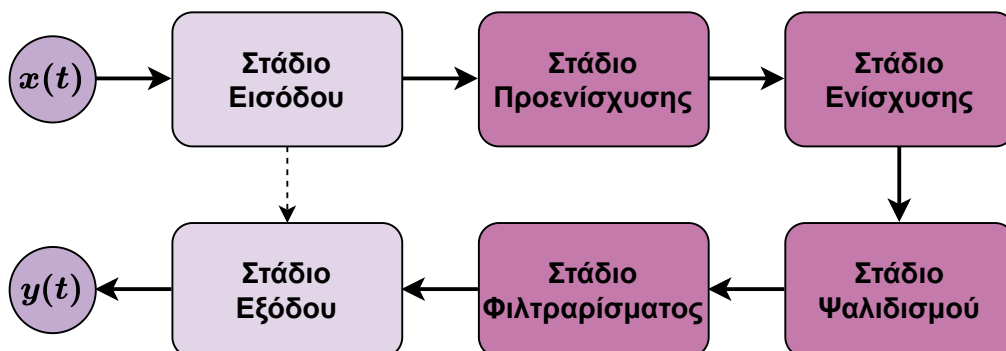 x(t)
Στάδιο
Εισόδου
Στάδιο
Προενίσχυσης
Στάδιο
Ενίσχυσης
y(t)
Στάδιο
Εξόδου
Στάδιο
Φιλτραρίσματος
Στάδιο
Ψαλιδισμού